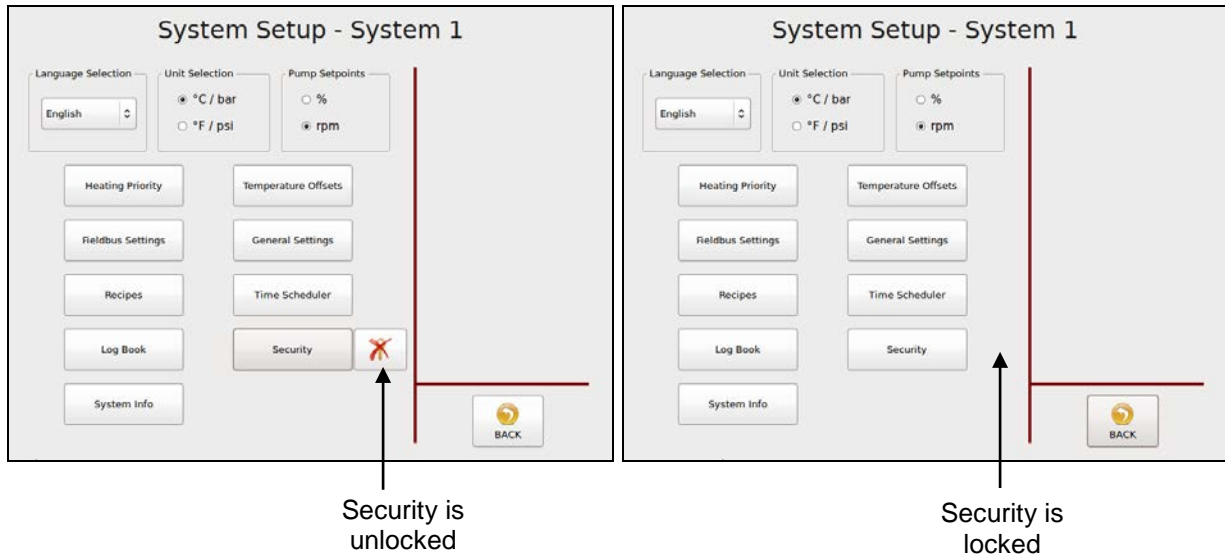 System Setup - System 1
Language Selection
Unit Selection
Pump Setpoints
English
°C / bar
°F / psi
%
rpm
Heating Priority
Temperature Offsets
Fieldbus Settings
General Settings
Recipes
Time Scheduler
Log Book
Security
System Info
BACK
Security is
unlocked
System Setup - System 1
Language Selection
Unit Selection
Pump Setpoints
English
°C / bar
°F / psi
%
rpm
Heating Priority
Temperature Offsets
Fieldbus Settings
General Settings
Recipes
Time Scheduler
Log Book
Security
System Info
BACK
Security is
locked